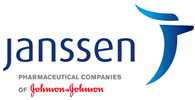 janssen
PHARMACEUTICAL COMPANIES
OF Johnson & Johnson